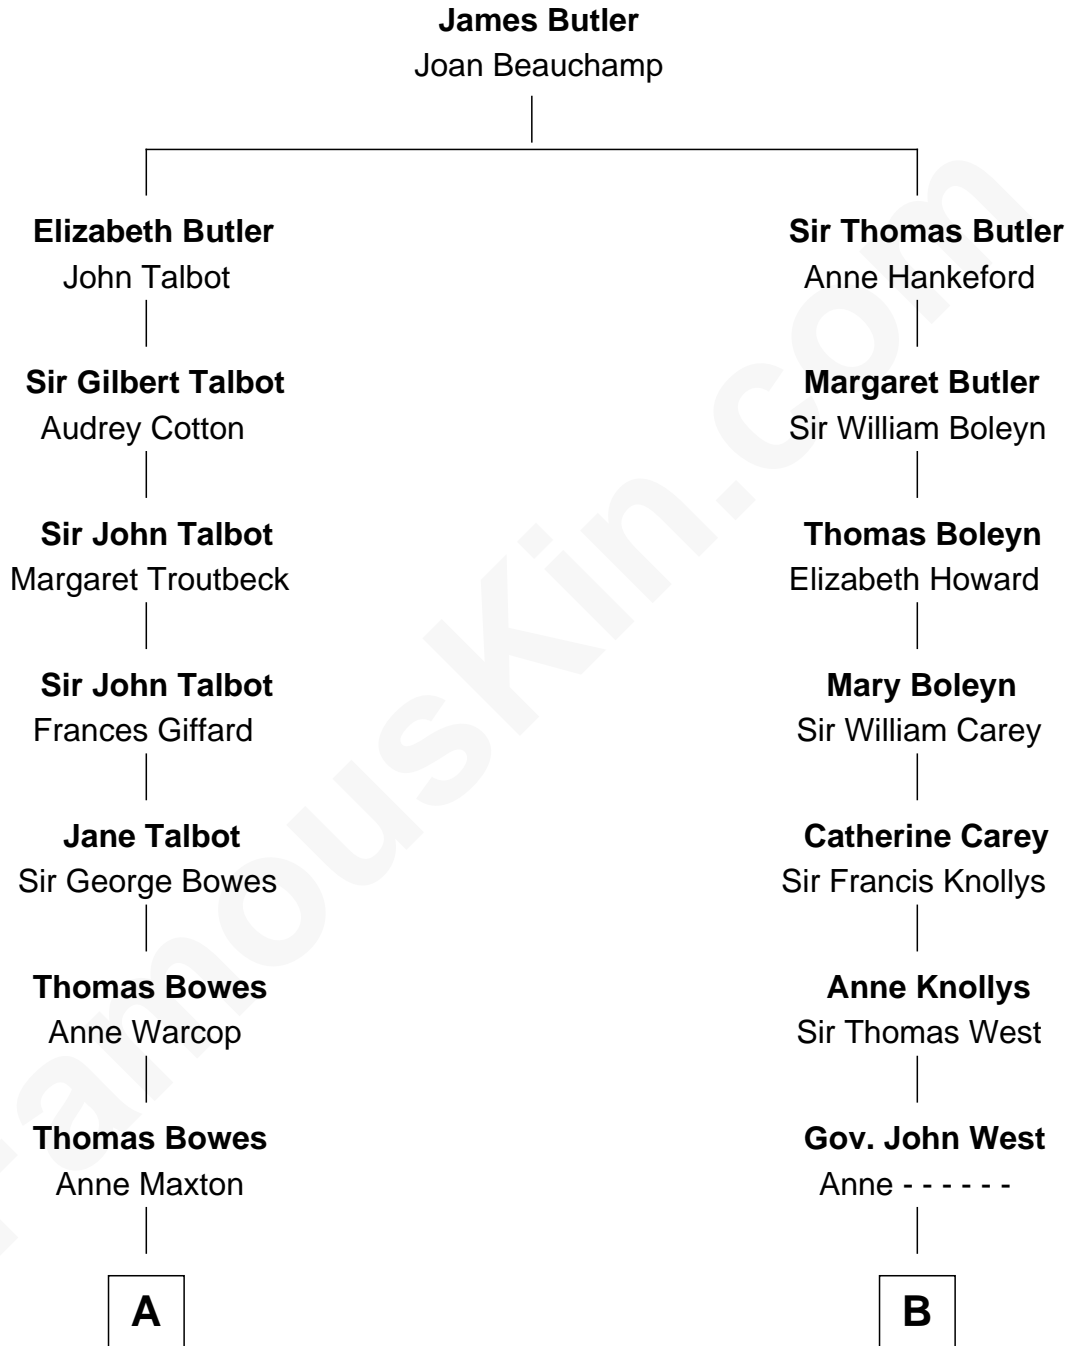 James Butler
Joan Beauchamp
Elizabeth Butler
John Talbot
Sir Thomas Butler
Anne Hankeford
Sir Gilbert Talbot
Audrey Cotton
Margaret Butler
Sir William Boleyn
Sir John Talbot
Margaret Troutbeck
Thomas Boleyn
Elizabeth Howard
Sir John Talbot
Frances Giffard
Mary Boleyn
Sir William Carey
Jane Talbot
Sir George Bowes
Catherine Carey
Sir Francis Knollys
Thomas Bowes
Anne Warcop
Anne Knollys
Sir Thomas West
Thomas Bowes
Anne Maxton
Gov. John West
Anne - - - - - -
A
B
FamousKin.com